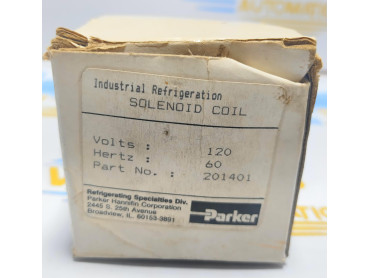 Industrial Refrigeration
SOLENOID COIL
Volts : 120
Hertz : 60
Part No. : 201401
Refrigerating Specialties Div.
Parker Hannifin Corporation
2445 S. 25th Avenue
Broadview, IL. 60153-3891
Parker